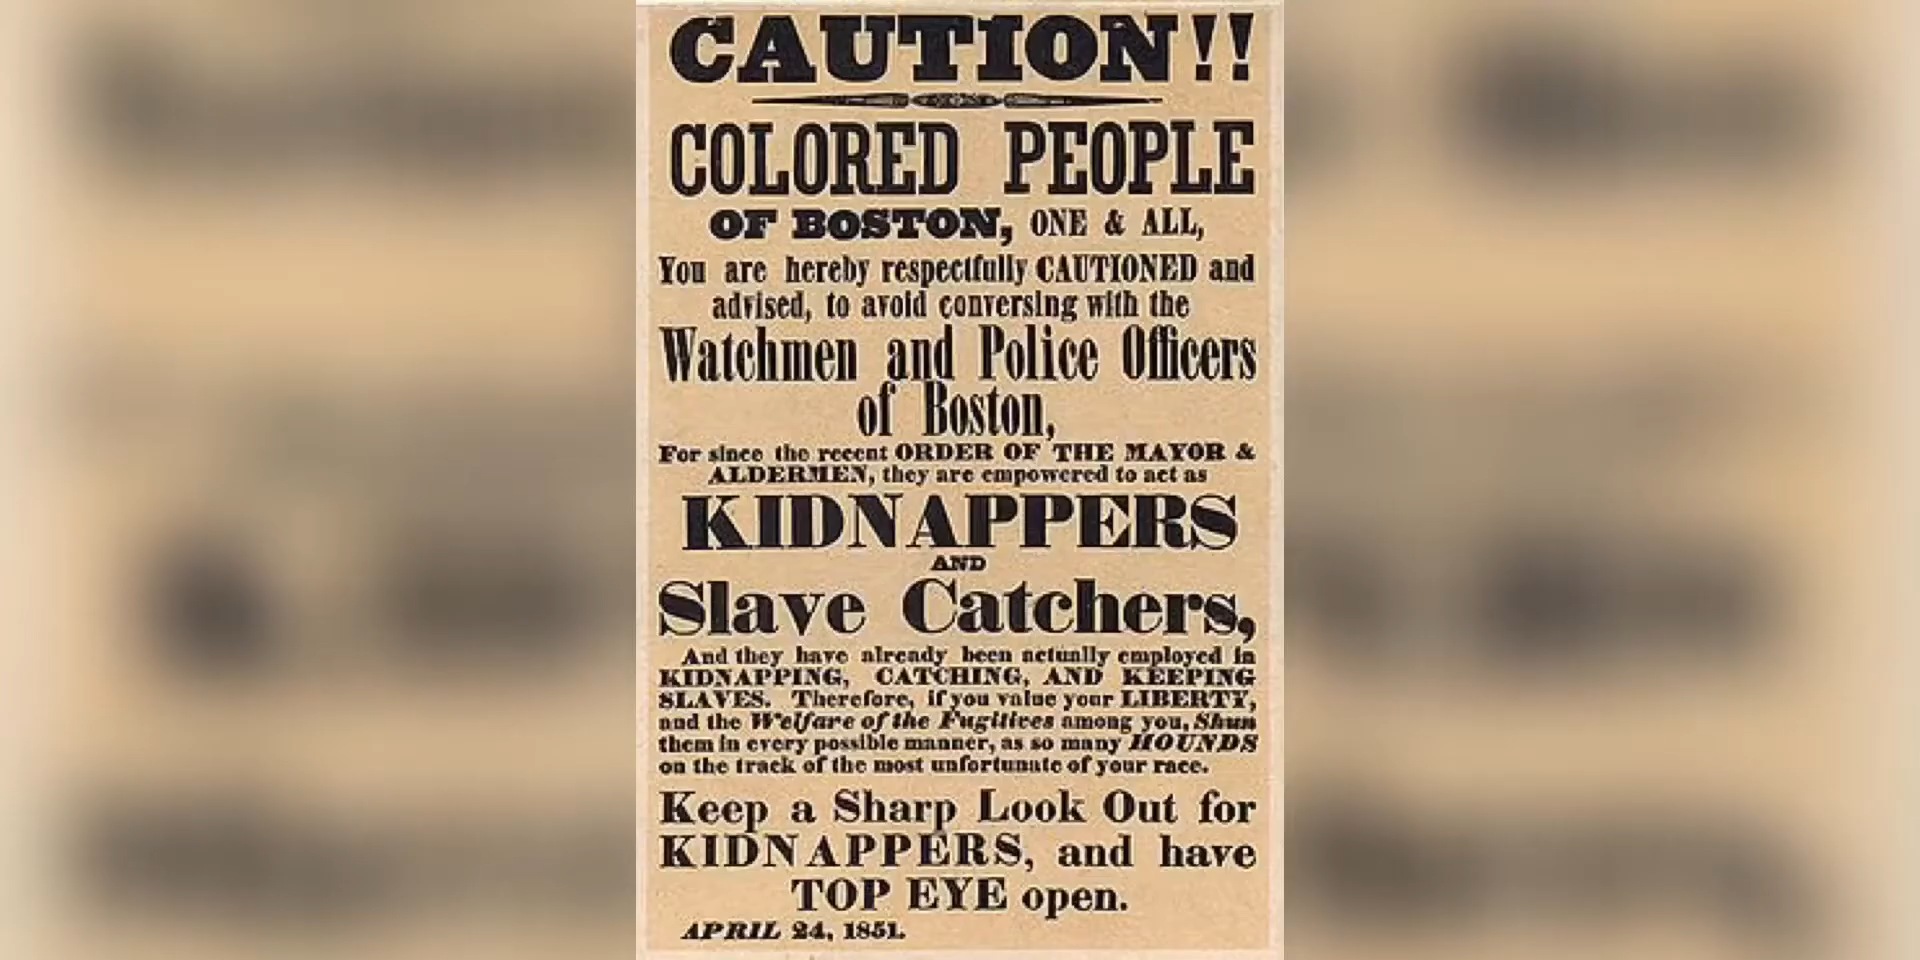 CAUTION!!
COLORED PEOPLE
OF BOSTON, ONE & ALL,
You are hereby respectfully CAUTIONED and
advised, to avoid conversing with the
Watchmen and Police Officers
of Boston,
For since the recent ORDER OF THE MAYOR &
ALDERMEN, they are empowered to act as
KIDNAPPERS
AND
Slave Catchers,
And they have already been actually employed in
KIDNAPPING, CATCHING, AND KEEPING
SLAVES. Therefore, if you value your LIBERTY,
and the Welfare of the Fugitives among you, Shun
them in every possible manner, as so many HOUNDS
on the track of the most unfortunate of your race.
Keep a Sharp Look Out for
KIDNAPPERS, and have
TOP EYE open.
APRIL 24, 1851.